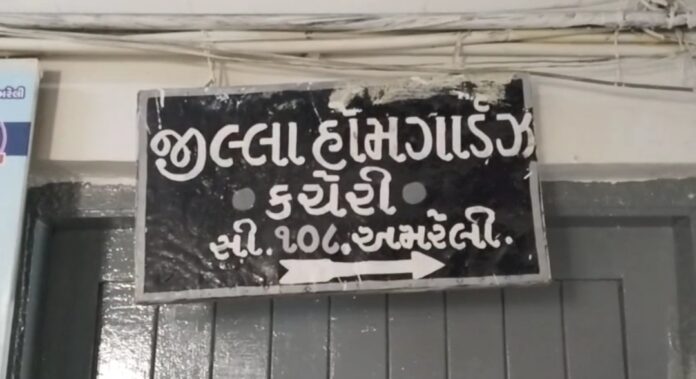 જીલ્લા હોમગાર્ડઝ
કચેરી
સી. ૧૦૮. અમરેલી.